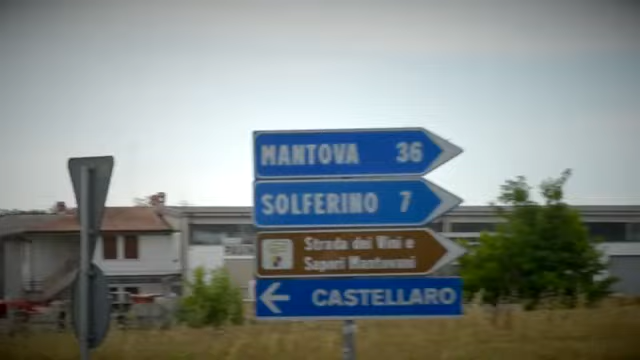 MANTOVA 36
SOLFERINO 7
Strada dei Vini e
Sapori Mantovani
CASTELLARO